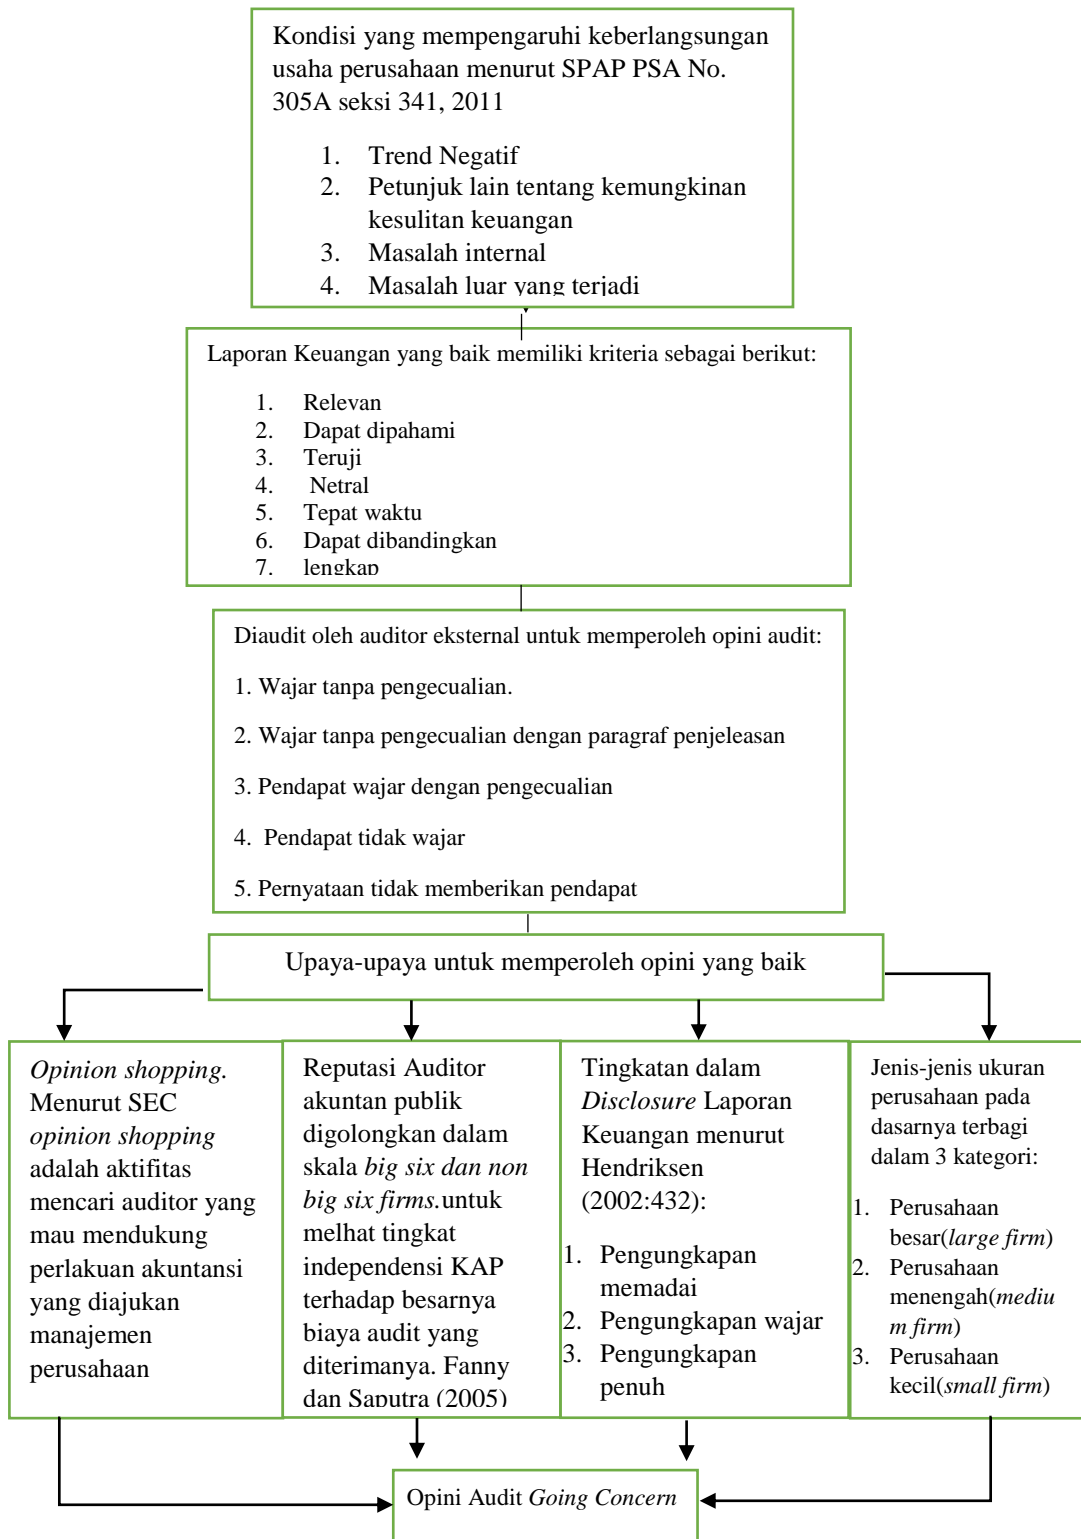 Kondisi yang mempengaruhi keberlangsungan
usaha perusahaan menurut SPAP PSA No.
305A seksi 341, 2011
1. Trend Negatif
2. Petunjuk lain tentang kemungkinan
kesulitan keuangan
3. Masalah internal
4. Masalah luar yang terjadi
Laporan Keuangan yang baik memiliki kriteria sebagai berikut:
1. Relevan
2. Dapat dipahami
3. Teruji
4. Netral
5. Tepat waktu
6. Dapat dibandingkan
7. lengkap
Diaudit oleh auditor eksternal untuk memperoleh opini audit:
1. Wajar tanpa pengecualian.
2. Wajar tanpa pengecualian dengan paragraf penjeleasan
3. Pendapat wajar dengan pengecualian
4. Pendapat tidak wajar
5. Pernyataan tidak memberikan pendapat
Upaya-upaya untuk memperoleh opini yang baik
Opinion shopping.
Menurut SEC
opinion shopping
adalah aktifitas
mencari auditor yang
mau mendukung
perlakuan akuntansi
yang diajukan
manajemen
perusahaan
Reputasi Auditor
akuntan publik
digolongkan dalam
skala big six dan non
big six firms.untuk
melhat tingkat
independensi KAP
terhadap besarnya
biaya audit yang
diterimanya. Fanny
dan Saputra (2005)
Tingkatan dalam
Disclosure Laporan
Keuangan menurut
Hendriksen
(2002:432):
1. Pengungkapan
memadai
2. Pengungkapan wajar
3. Pengungkapan
penuh
Jenis-jenis ukuran
perusahaan pada
dasarnya terbagi
dalam 3 kategori:
1. Perusahaan
besar(large firm)
2. Perusahaan
menengah(mediu
m firm)
3. Perusahaan
kecil(small firm)
Opini Audit Going Concern